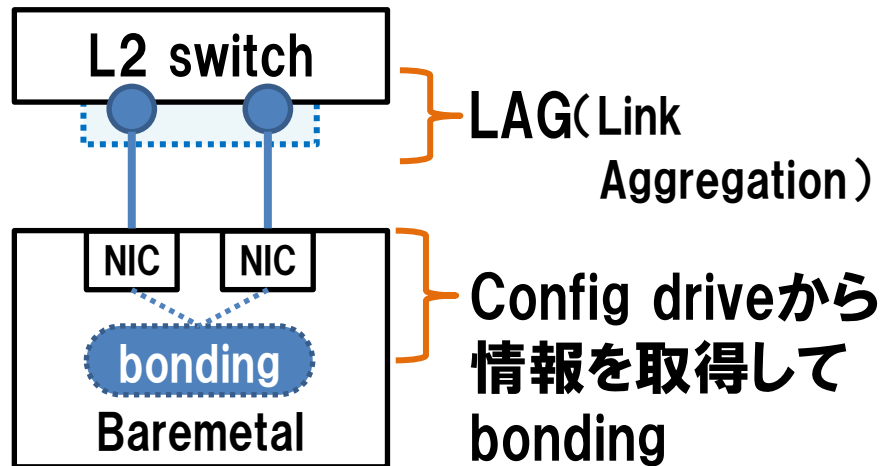 L2 switch
LAG(Link
Aggregation)
NIC
NIC
bonding
Baremetal
Config driveから
情報を取得して
bonding